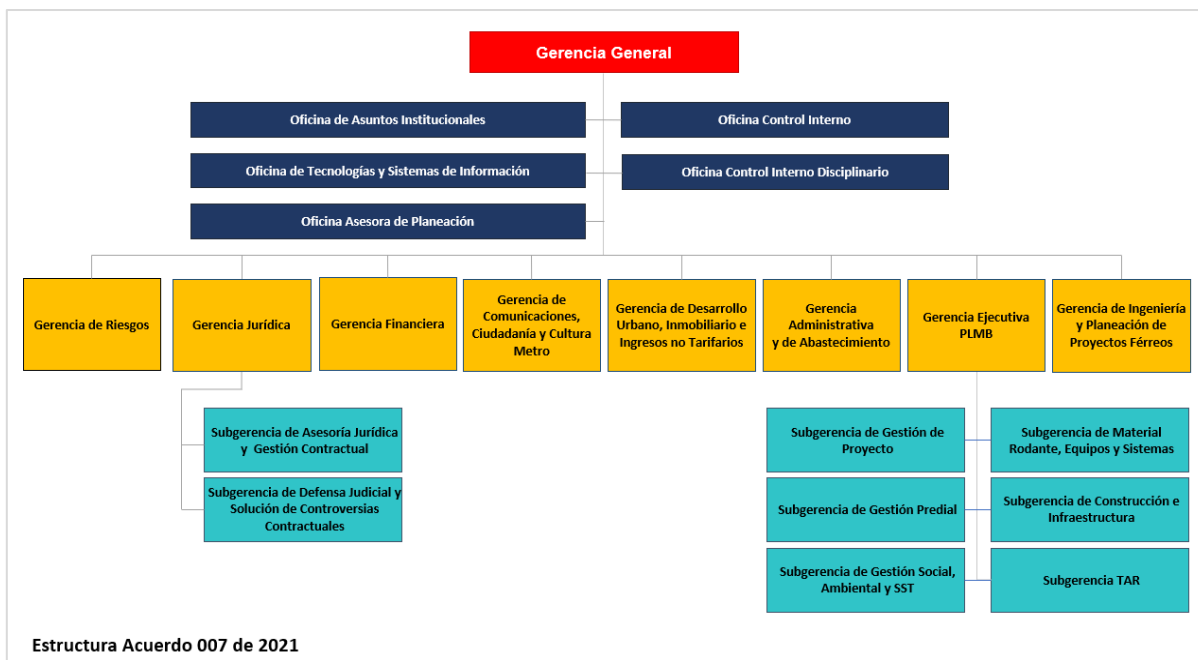 Gerencia General
Oficina de Asuntos Institucionales
Oficina Control Interno
Oficina de Tecnologías y Sistemas de Información
Oficina Control Interno Disciplinario
Oficina Asesora de Planeación
Gerencia de Riesgos
Gerencia Jurídica
Gerencia Financiera
Gerencia de
Comunicaciones,
Ciudadanía y Cultura
Metro
Gerencia de Desarrollo
Urbano, Inmobiliario e
Ingresos no Tarifarios
Gerencia
Administrativa
y de Abastecimiento
Gerencia Ejecutiva
PLMB
Gerencia de Ingeniería
y Planeación de
Proyectos Férreos
Subgerencia de Asesoría Jurídica
y Gestión Contractual
Subgerencia de Defensa Judicial y
Solución de Controversias
Contractuales
Subgerencia de Gestión de
Proyecto
Subgerencia de Material
Rodante, Equipos y Sistemas
Subgerencia de Gestión Predial
Subgerencia de Construcción e
Infraestructura
Subgerencia de Gestión Social,
Ambiental y SST
Subgerencia TAR
Estructura Acuerdo 007 de 2021